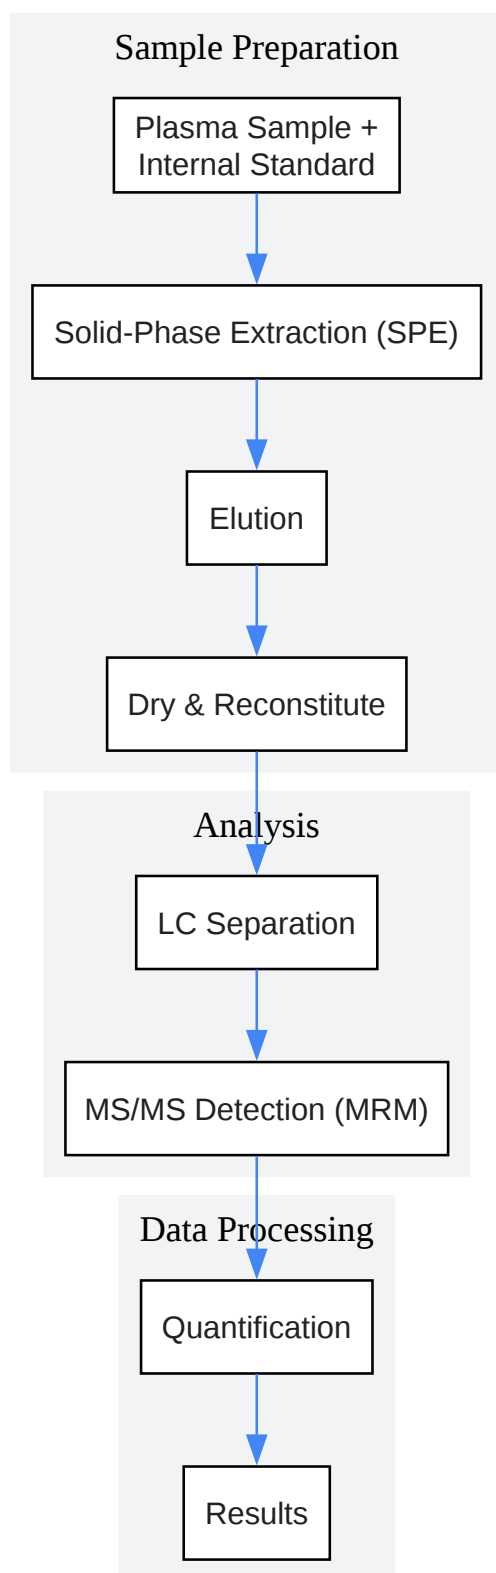 Sample Preparation
Plasma Sample +
Internal Standard
Solid-Phase Extraction (SPE)
Elution
Dry & Reconstitute
Analysis
LC Separation
MS/MS Detection (MRM)
Data Processing
Quantification
Results